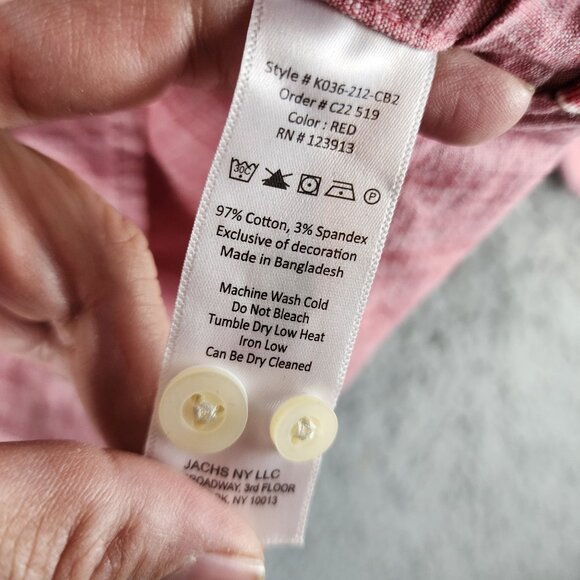 Style # K036-212-CB2
Order # C22 519
Color : RED
RN # 123913
30C P
97% Cotton, 3% Spandex
Exclusive of decoration
Made in Bangladesh
Machine Wash Cold
Do Not Bleach
Tumble Dry Low Heat
Iron Low
Can Be Dry Cleaned
JACHS NY LLC
ROADWAY, 3rd FLOOR
NY 10013